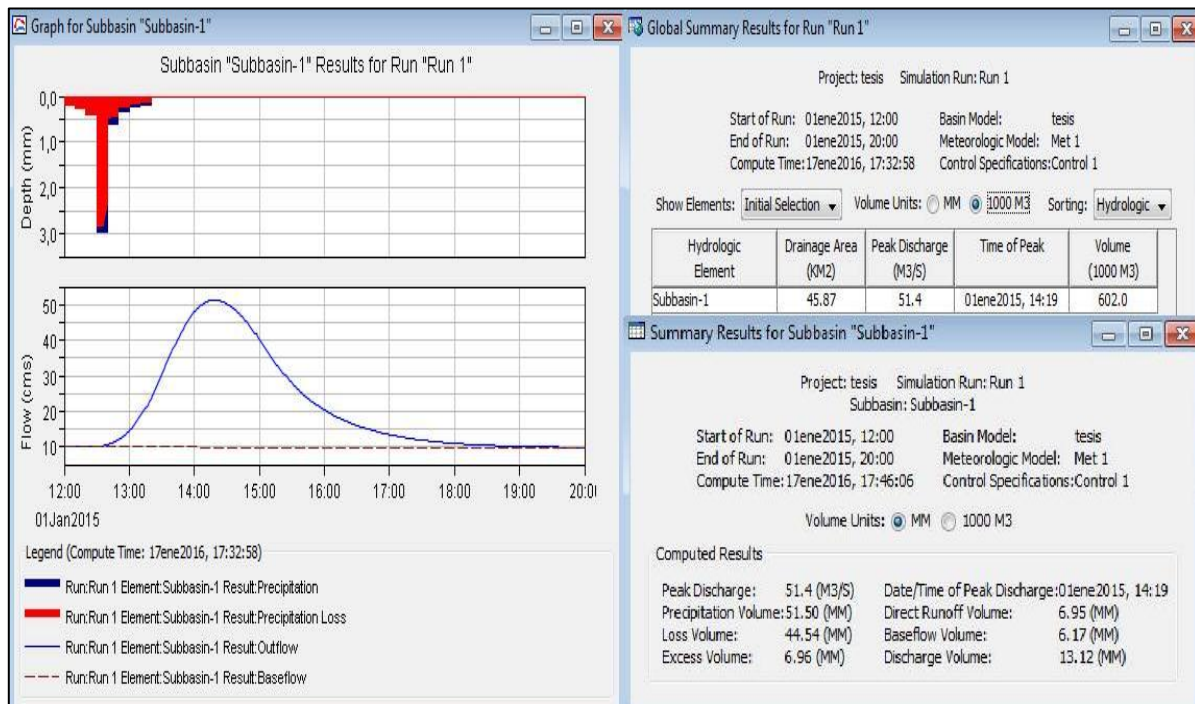 Graph for Subbasin "Subbasin-1"
Subbasin "Subbasin-1" Results for Run "Run 1"
0,0
1,0
2,0
3,0
Depth (mm)
50
40
30
20
10
Flow (cms)
12:00 13:00 14:00 15:00 16:00 17:00 18:00 19:00 20:00
01Jan2015
Legend (Compute Time: 17ene2016, 17:32:58)
Run:Run 1 Element:Subbasin-1 Result:Precipitation
Run:Run 1 Element:Subbasin-1 Result:Precipitation Loss
Run:Run 1 Element:Subbasin-1 Result:Outflow
Run:Run 1 Element:Subbasin-1 Result:Baseflow
Global Summary Results for Run "Run 1"
Project: tesis Simulation Run: Run 1
Start of Run: 01ene2015, 12:00 Basin Model: tesis
End of Run: 01ene2015, 20:00 Meteorologic Model: Met 1
Compute Time:17ene2016, 17:32:58 Control Specifications:Control 1
Show Elements: Initial Selection Volume Units: MM 1000 M3 Sorting: Hydrologic
Hydrologic Drainage Area Peak Discharge Time of Peak Volume
Element (KM2) (M3/S) (1000 M3)
Subbasin-1 45.87 51.4 01ene2015, 14:19 602.0
Summary Results for Subbasin "Subbasin-1"
Project: tesis Simulation Run: Run 1
Subbasin: Subbasin-1
Start of Run: 01ene2015, 12:00 Basin Model: tesis
End of Run: 01ene2015, 20:00 Meteorologic Model: Met 1
Compute Time:17ene2016, 17:46:06 Control Specifications:Control 1
Volume Units: MM 1000 M3
Computed Results
Peak Discharge: 51.4 (M3/S) Date/Time of Peak Discharge:01ene2015, 14:19
Precipitation Volume:51.50 (MM) Direct Runoff Volume: 6.95 (MM)
Loss Volume: 44.54 (MM) Baseflow Volume: 6.17 (MM)
Excess Volume: 6.96 (MM) Discharge Volume: 13.12 (MM)